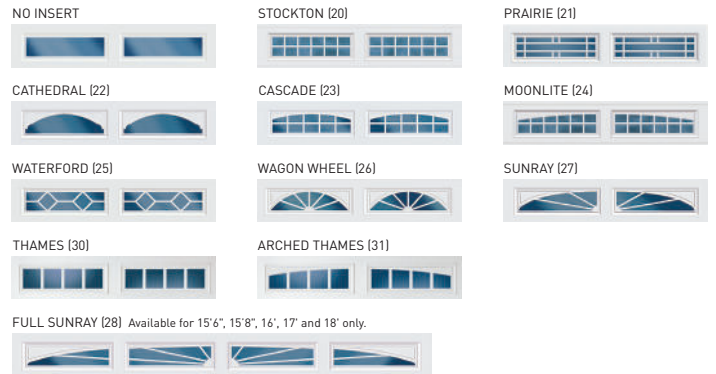 NO INSERT
STOCKTON (20)
PRAIRIE (21)
CATHEDRAL (22)
CASCADE (23)
MOONLITE (24)
WATERFORD (25)
WAGON WHEEL (26)
SUNRAY (27)
THAMES (30)
ARCHED THAMES (31)
FULL SUNRAY (28) Available for 15'6", 15'8", 16', 17' and 18' only.